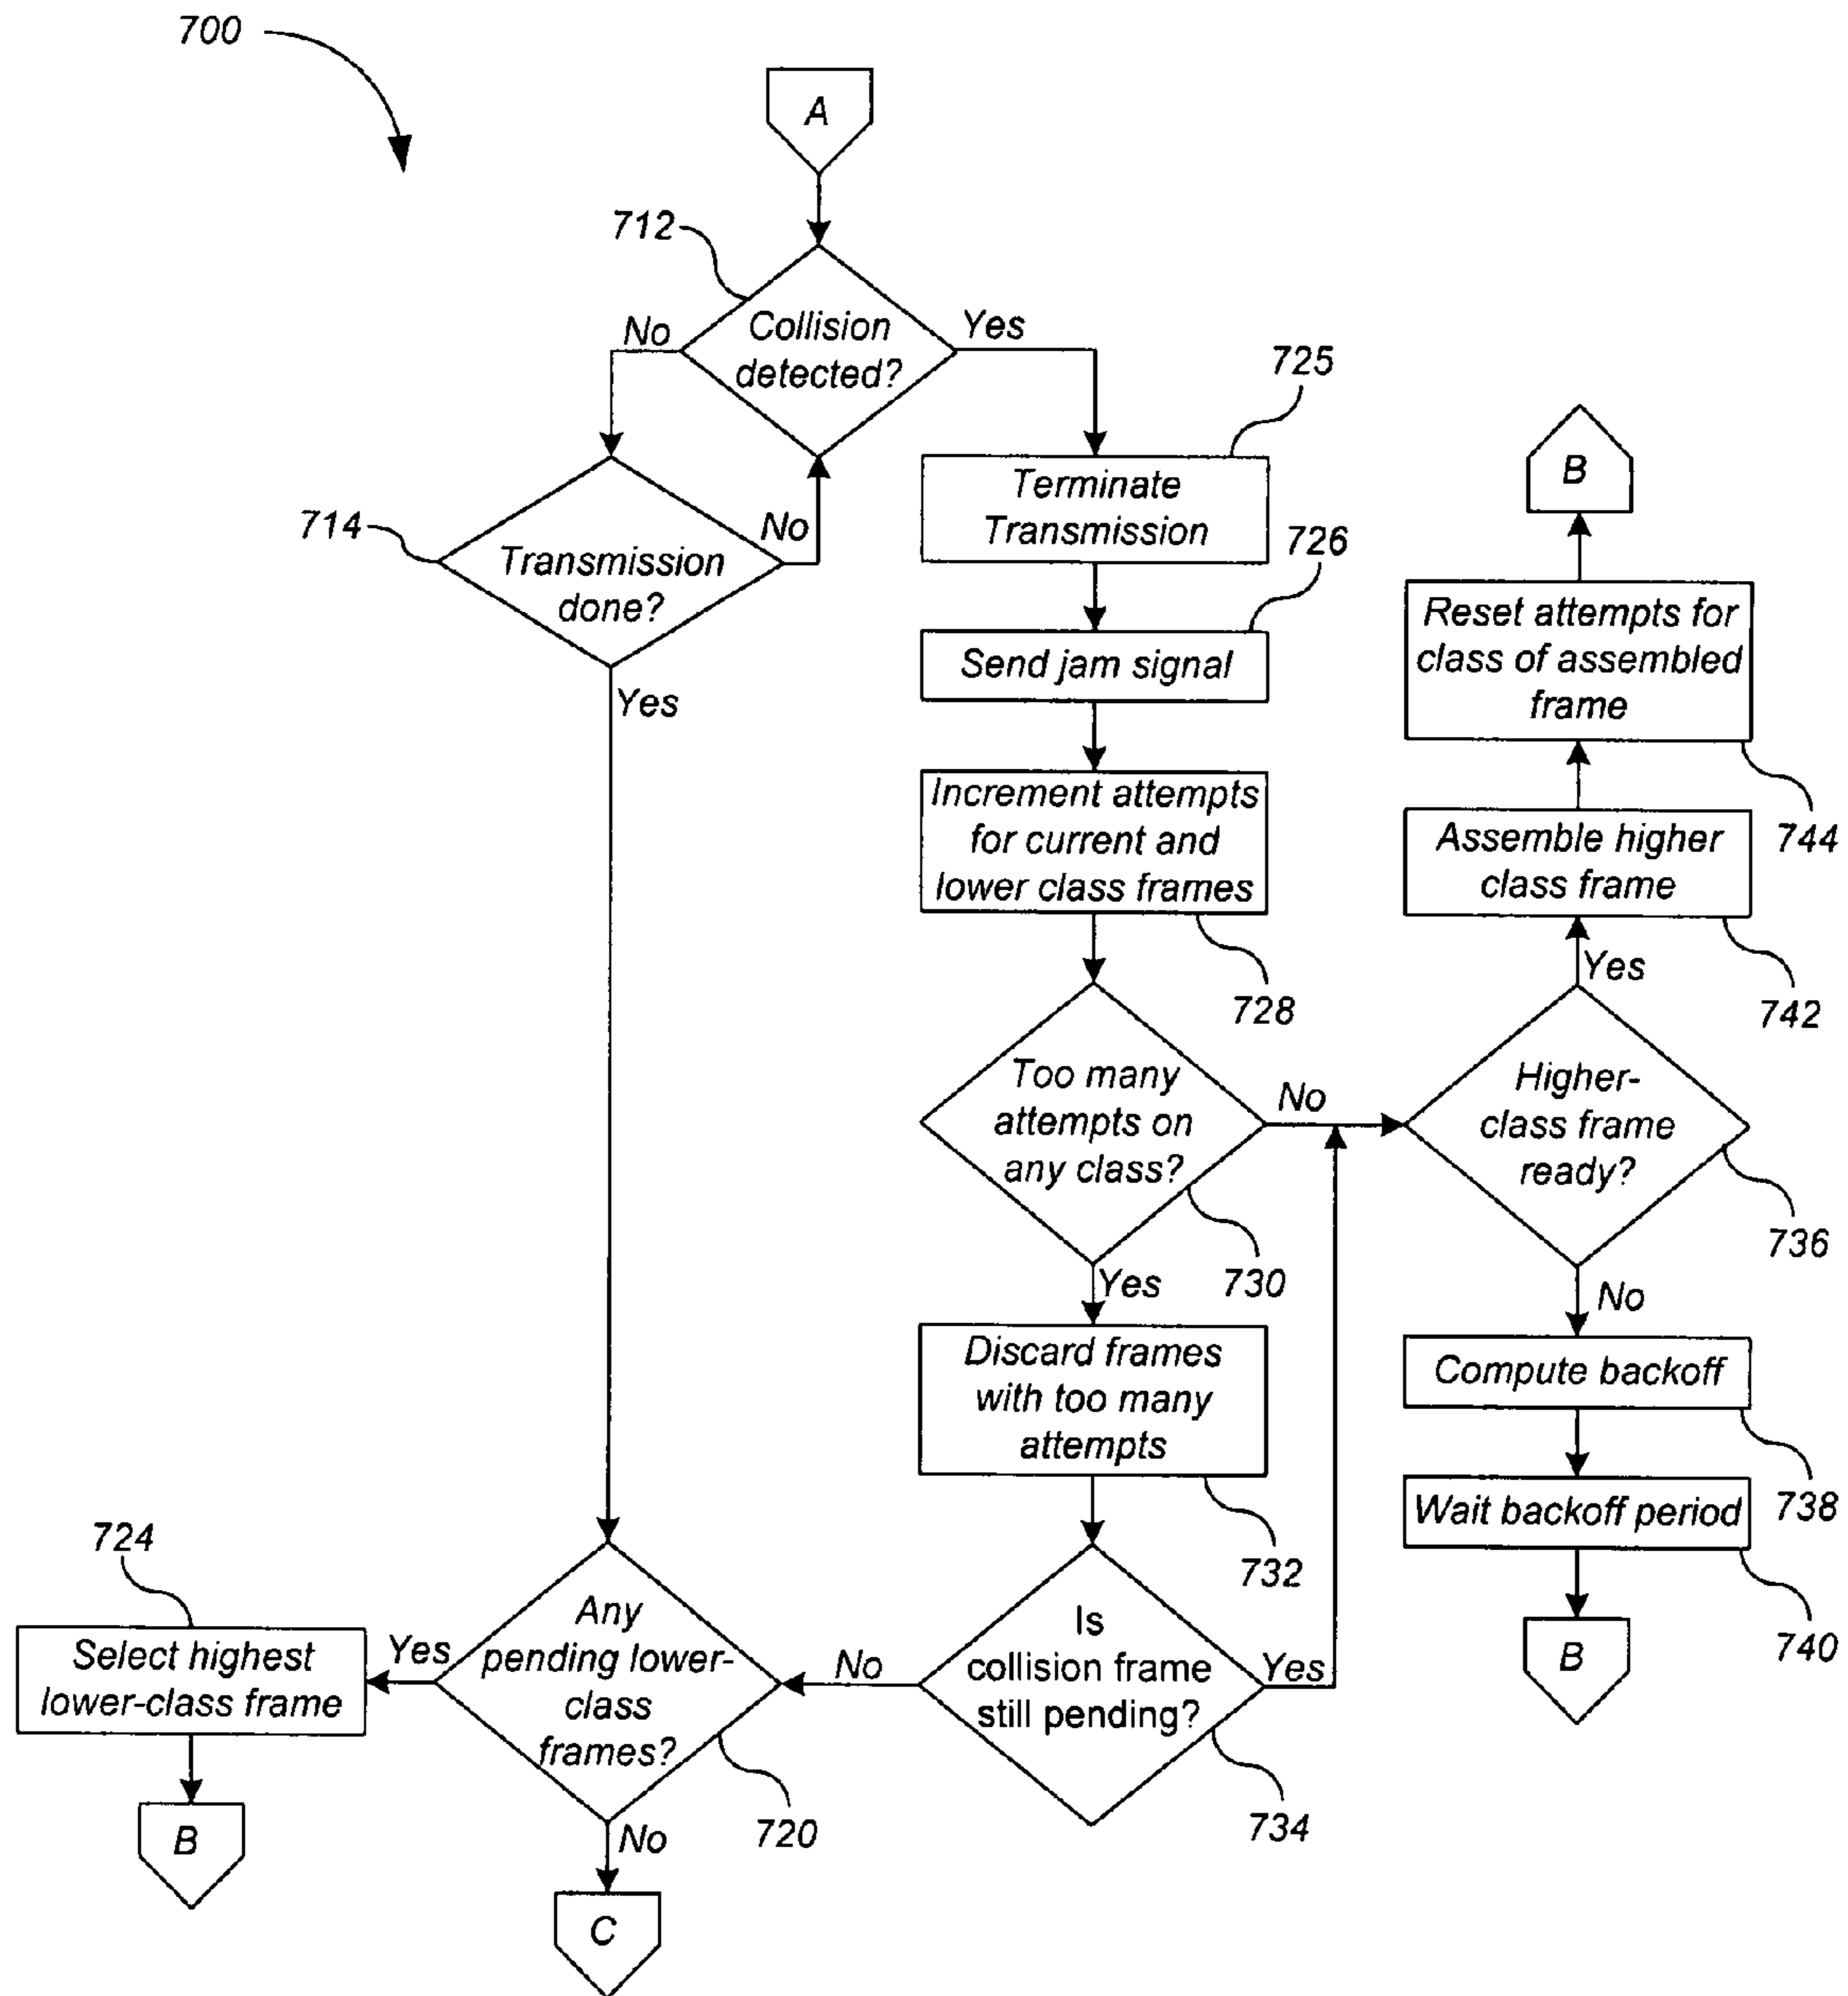 700
A
712
Collision
detected?
No
Yes
725
Terminate
Transmission
714
Transmission
done?
No
Yes
726
Send jam signal
Increment attempts
for current and
lower class frames
728
Too many
attempts on
any class?
No
Yes
730
Discard frames
with too many
attempts
732
Is
collision frame
still pending?
Yes
No
734
Any
pending lower-
class
frames?
Yes
No
720
724
Select highest
lower-class frame
B
C
B
Reset attempts for
class of assembled
frame
744
Assemble higher
class frame
742
Yes
Higher-
class frame
ready?
736
No
Compute backoff
738
Wait backoff period
740
B